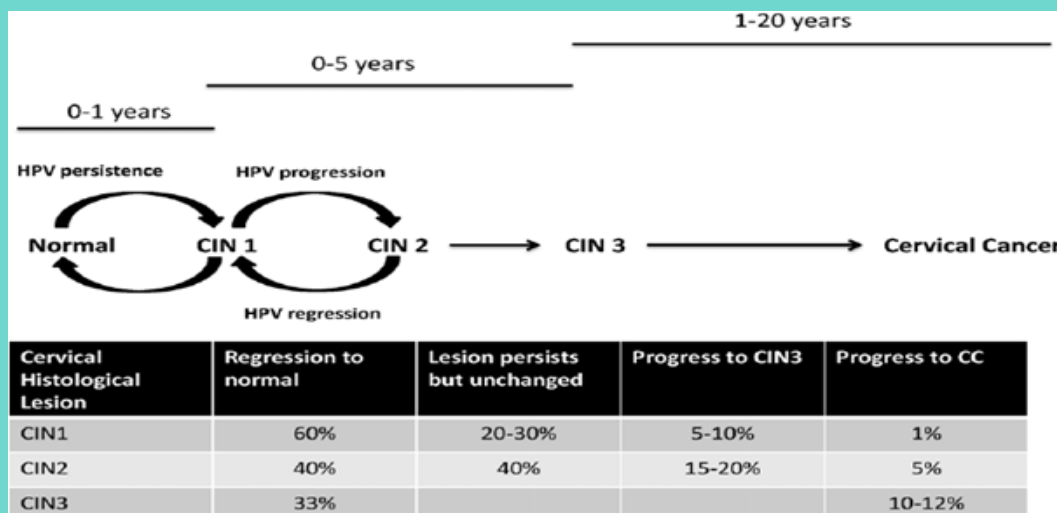 1-20 years
0-5 years
0-1 years
HPV persistence HPV progression
Normal CIN 1 CIN 2 CIN 3 Cervical Cancer
HPV regression
Cervical Histological Lesion Regression to normal Lesion persists but unchanged Progress to CIN3 Progress to CC
CIN1 60% 20-30% 5-10% 1%
CIN2 40% 40% 15-20% 5%
CIN3 33% 10-12%